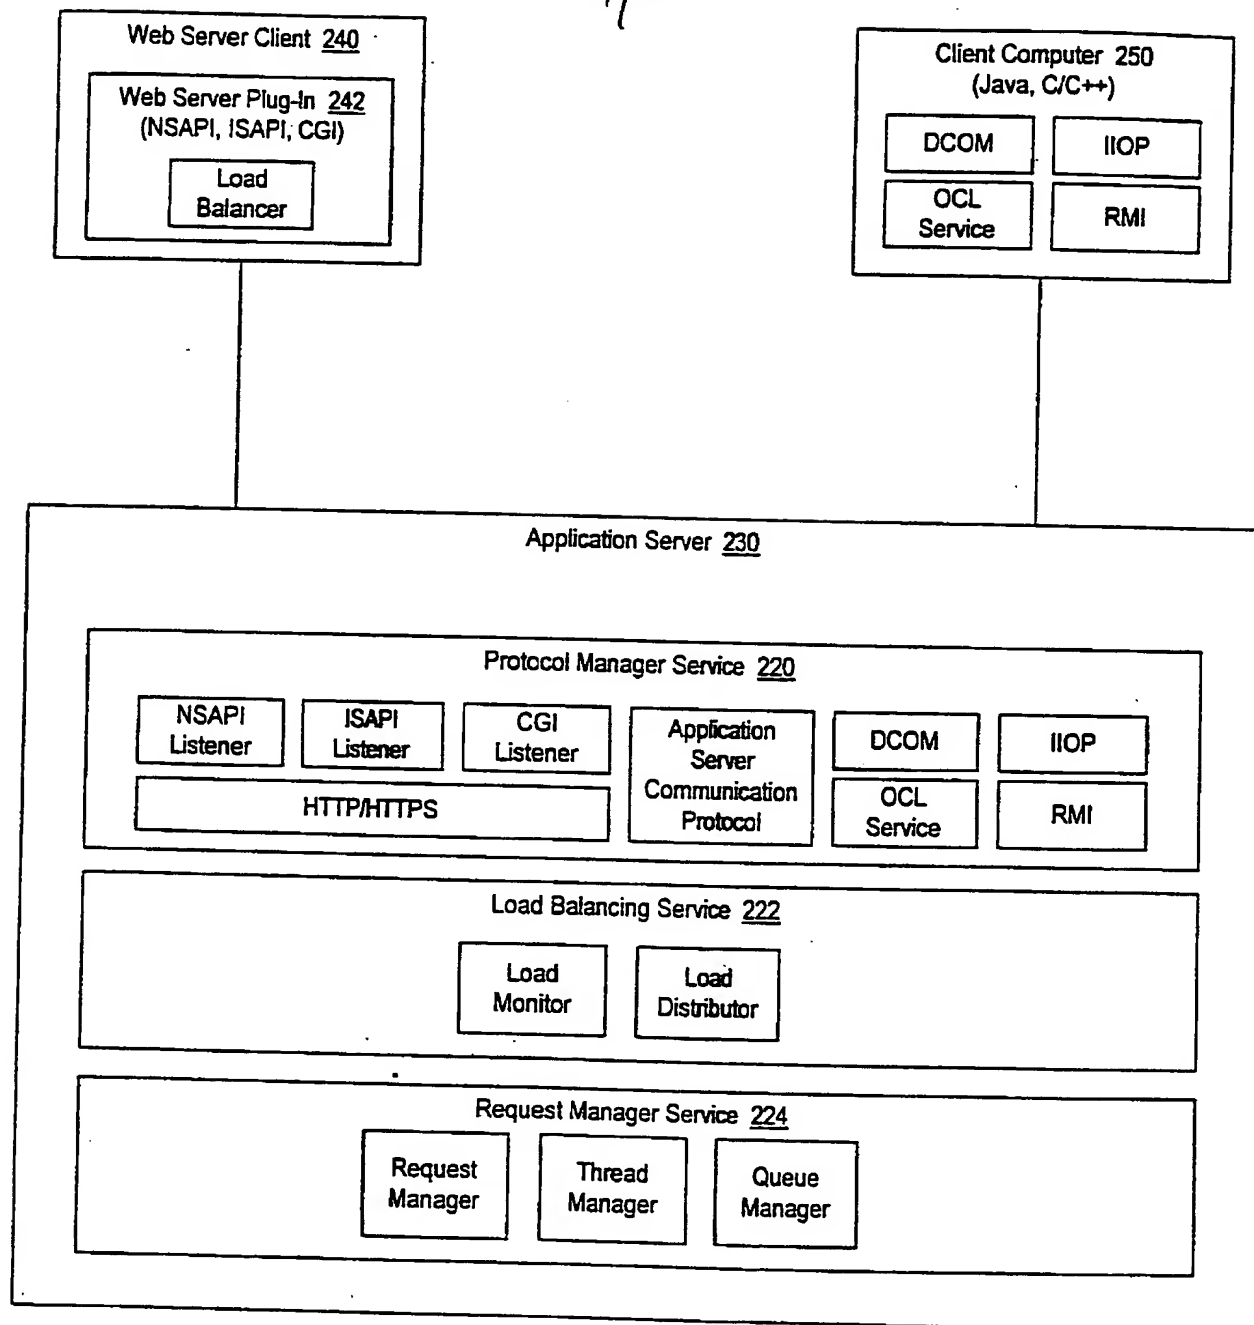 Web Server Client 240
Web Server Plug-In 242
(NSAPI, ISAPI, CGI)
Load
Balancer
Client Computer 250
(Java, C/C++)
DCOM
IIOP
OCL
Service
RMI
Application Server 230
Protocol Manager Service 220
NSAPI
Listener
ISAPI
Listener
CGI
Listener
HTTP/HTTPS
Application
Server
Communication
Protocol
DCOM
IIOP
OCL
Service
RMI
Load Balancing Service 222
Load
Monitor
Load
Distributor
Request Manager Service 224
Request
Manager
Thread
Manager
Queue
Manager